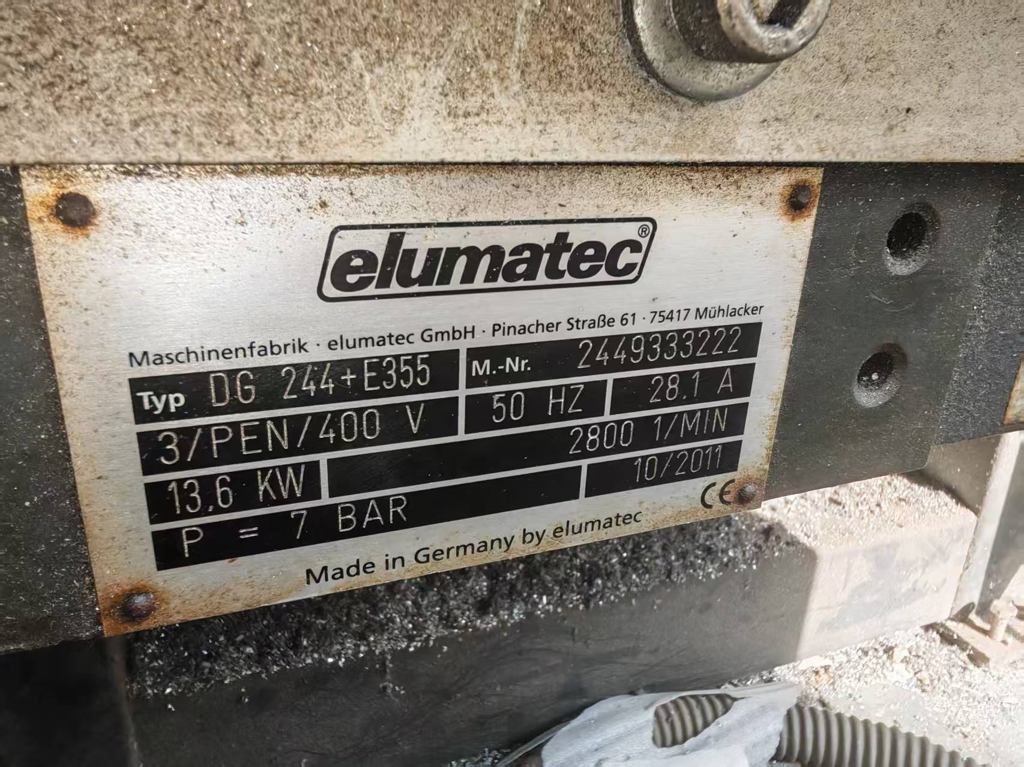 elumatec®
Maschinenfabrik · elumatec GmbH · Pinacher Straße 61 · 75417 Mühlacker
Typ DG 244+E355 M.-Nr. 2449333222
3/PEN/400 V 50 HZ 28.1 A
13,6 KW 2800 1/MIN
P = 7 BAR 10/2011
Made in Germany by elumatec CE